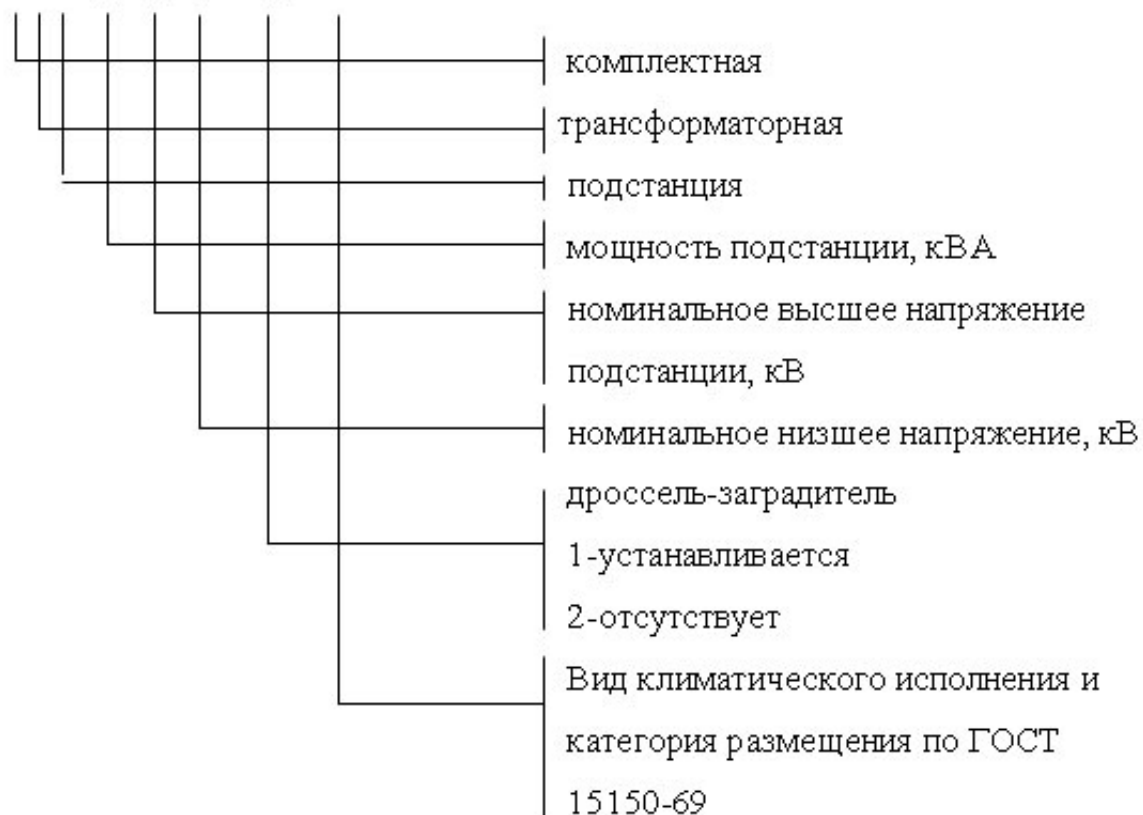 комплектная
трансформаторная
подстанция
мощность подстанции, кВА
номинальное высшее напряжение
подстанции, кВ
номинальное низшее напряжение, кВ
дроссель-заградитель
1-устанавливается
2-отсутствует
Вид климатического исполнения и
категория размещения по ГОСТ
15150-69